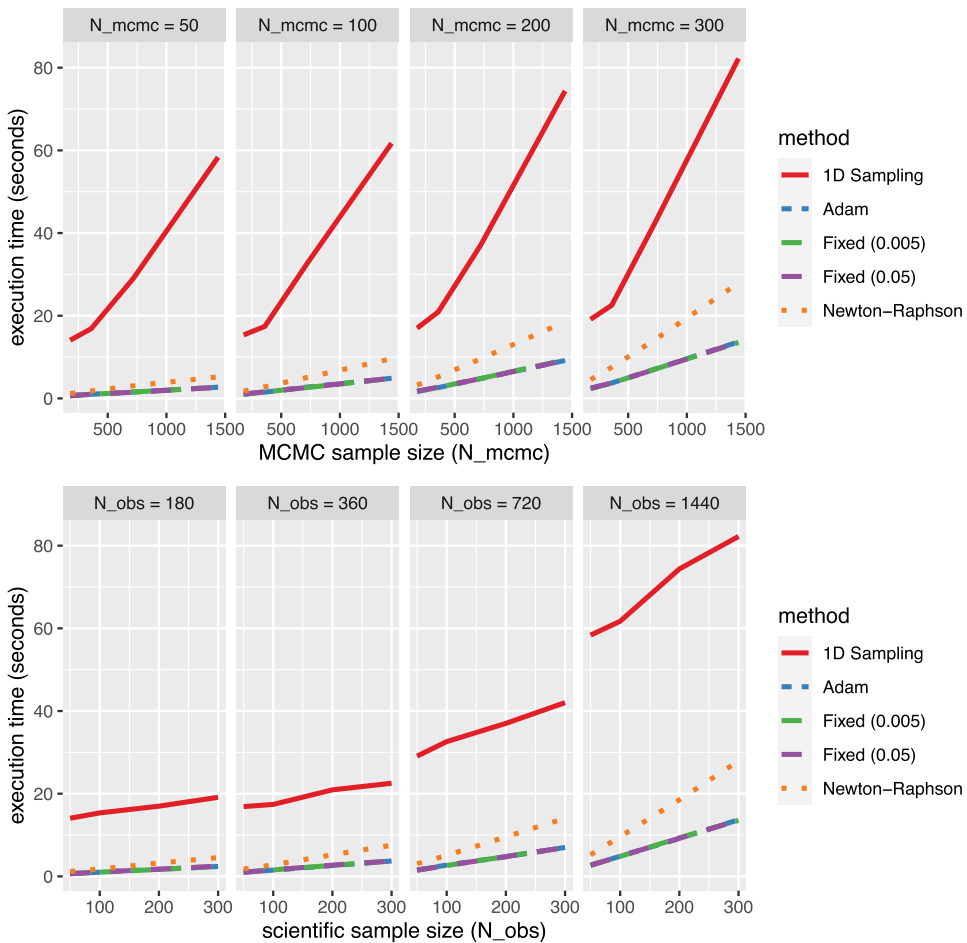 N_mcmc = 50
N_mcmc = 100
N_mcmc = 200
N_mcmc = 300
execution time (seconds)
80
60
40
20
0
500 1000 1500
500 1000 1500
500 1000 1500
500 1000 1500
MCMC sample size (N_mcmc)
method
1D Sampling
Adam
Fixed (0.005)
Fixed (0.05)
Newton−Raphson
N_obs = 180
N_obs = 360
N_obs = 720
N_obs = 1440
execution time (seconds)
80
60
40
20
0
100 200 300
100 200 300
100 200 300
100 200 300
scientific sample size (N_obs)
method
1D Sampling
Adam
Fixed (0.005)
Fixed (0.05)
Newton−Raphson